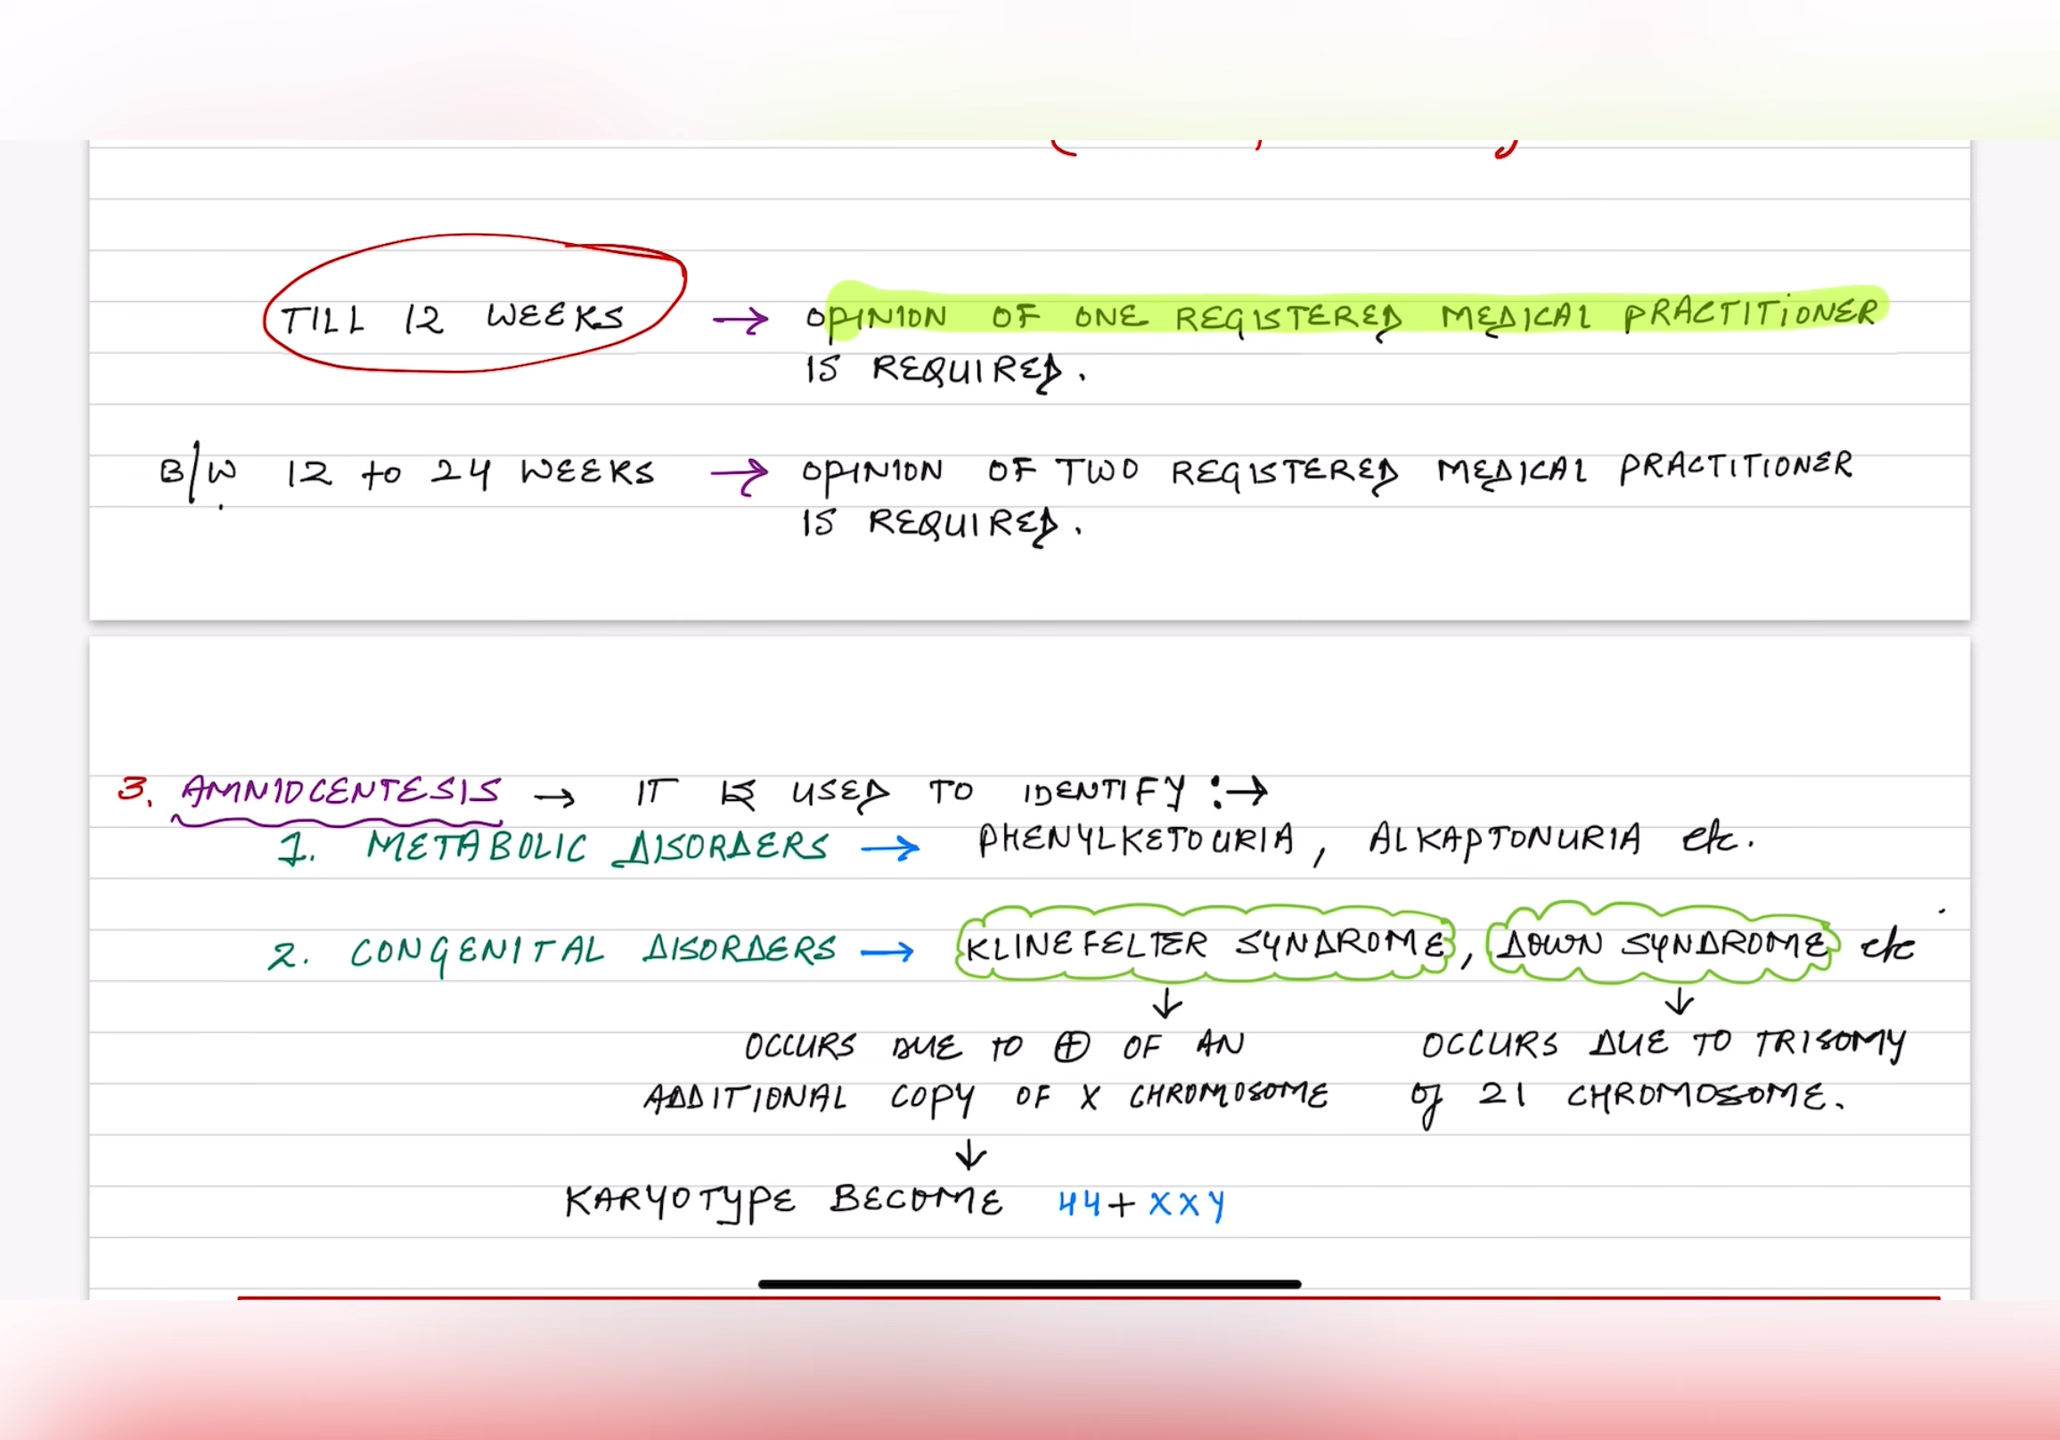 TILL 12 WEEKS → OPINION OF ONE REGISTERED MEDICAL PRACTITIONER
IS REQUIRED.
B/W 12 to 24 WEEKS → OPINION OF TWO REGISTERED MEDICAL PRACTITIONER
IS REQUIRED.
3. AMNIOCENTESIS → IT IS USED TO IDENTIFY :→
1. METABOLIC DISORDERS → PHENYLKETOURIA, ALKAPTONURIA etc.
2. CONGENITAL DISORDERS → KLINEFELTER SYNDROME, DOWN SYNDROME etc
↓ ↓
OCCURS DUE TO ⊕ OF AN OCCURS DUE TO TRISOMY
ADDITIONAL COPY OF X CHROMOSOME of 21 CHROMOSOME.
↓
KARYOTYPE BECOME 44+XXY